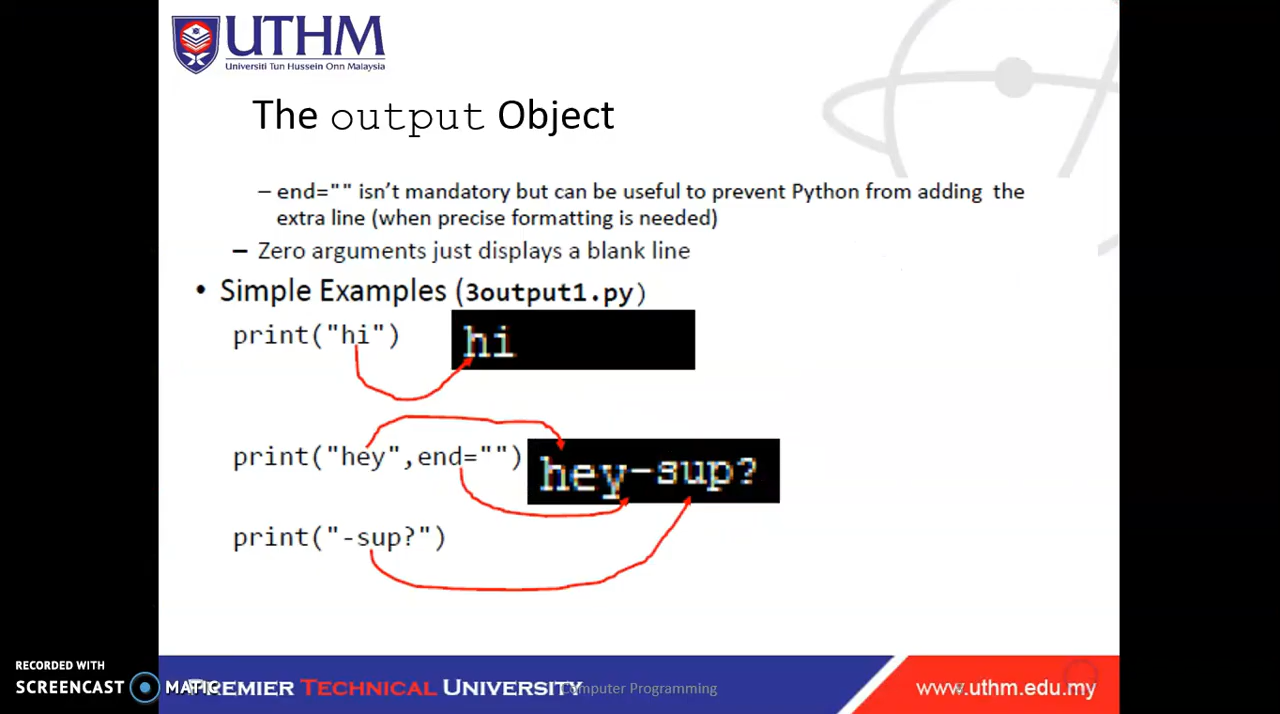 UTHM
Universiti Tun Hussein Onn Malaysia
The output Object
– end="" isn't mandatory but can be useful to prevent Python from adding the
extra line (when precise formatting is needed)
– Zero arguments just displays a blank line
• Simple Examples (3output1.py)
print("hi")
hi
print("hey",end="")
hey-sup?
print("-sup?")
RECORDED WITH
SCREENCAST MATIC
PREMIER TECHNICAL UNIVERSITY
Computer Programming
www.uthm.edu.my